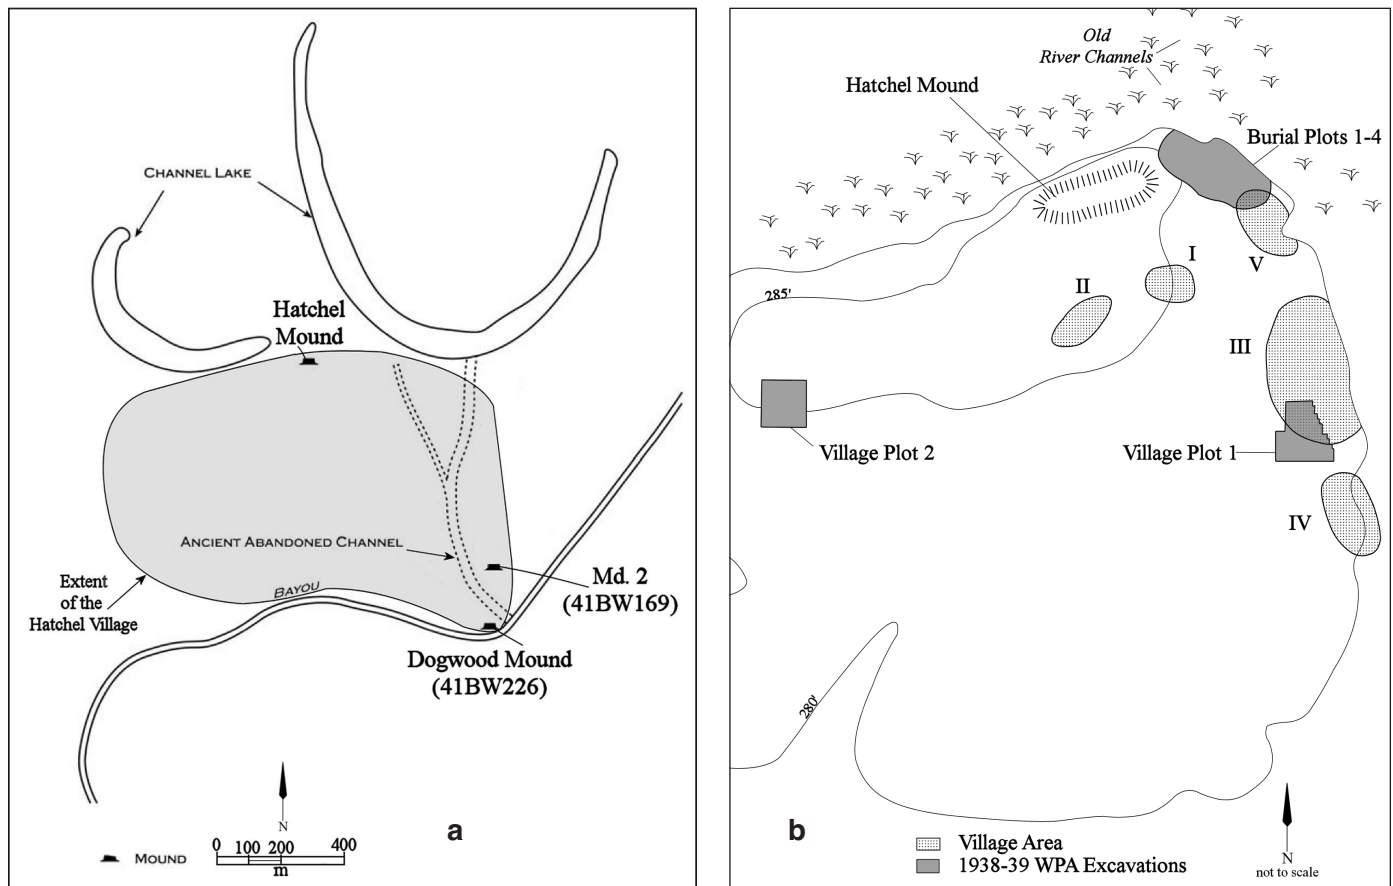 CHANNEL LAKE
Hatchel
Mound
ANCIENT ABANDONED CHANNEL
Extent
of the
Hatchel Village
BAYOU
Md. 2
(41BW169)
Dogwood Mound
(41BW226)
N
MOUND
0 100 200 400
m
a
Old
River Channels
Hatchel Mound
Burial Plots 1-4
I
V
II
285'
III
Village Plot 2
Village Plot 1
IV
280'
b
Village Area
1938-39 WPA Excavations
N
not to scale